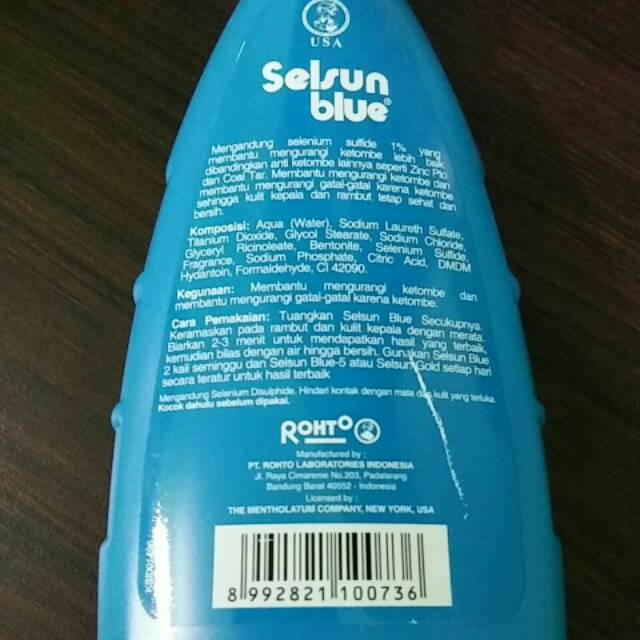 USA
Selsun
blue®
Mengandung selenium sulfide 1% yang
membantu mengurangi ketombe lebih baik
dibandingkan anti ketombe lainnya seperti Zinc Pto
dan Coal Tar. Membantu mengurangi ketombe dan
membantu mengurangi gatal-gatal karena ketombe
sehingga kulit kepala dan rambut tetap sehat dan
bersih.
Komposisi: Aqua (Water), Sodium Laureth Sulfate,
Titanium Dioxide, Glycol Stearate, Sodium Chloride,
Glyceryl Ricinoleate, Bentonite, Selenium Sulfide,
Fragrance, Sodium Phosphate, Citric Acid, DMDM
Hydantoin, Formaldehyde, CI 42090.
Kegunaan: Membantu mengurangi ketombe dan
membantu mengurangi gatal-gatal karena ketombe.
Cara Pemakaian: Tuangkan Selsun Blue Secukupnya.
Keramaskan pada rambut dan kulit kepala dengan merata.
Biarkan 2-3 menit untuk mendapatkan hasil yang terbaik,
kemudian bilas dengan air hingga bersih. Gunakan Selsun Blue
2 kali seminggu dan Selsun Blue-5 atau Selsun Gold setiap hari
secara teratur untuk hasil terbaik
Mengandung Selenium Disulphide. Hindari kontak dengan mata dan kulit yang terluka.
Kocok dahulu sebelum dipakai.
ROHTO
Manufactured by :
PT. ROHTO LABORATORIES INDONESIA
Jl. Raya Cimareme No.203, Padalarang
Bandung Barat 40552 - Indonesia
Licensed by :
THE MENTHOLATUM COMPANY, NEW YORK, USA
8 992821 100736